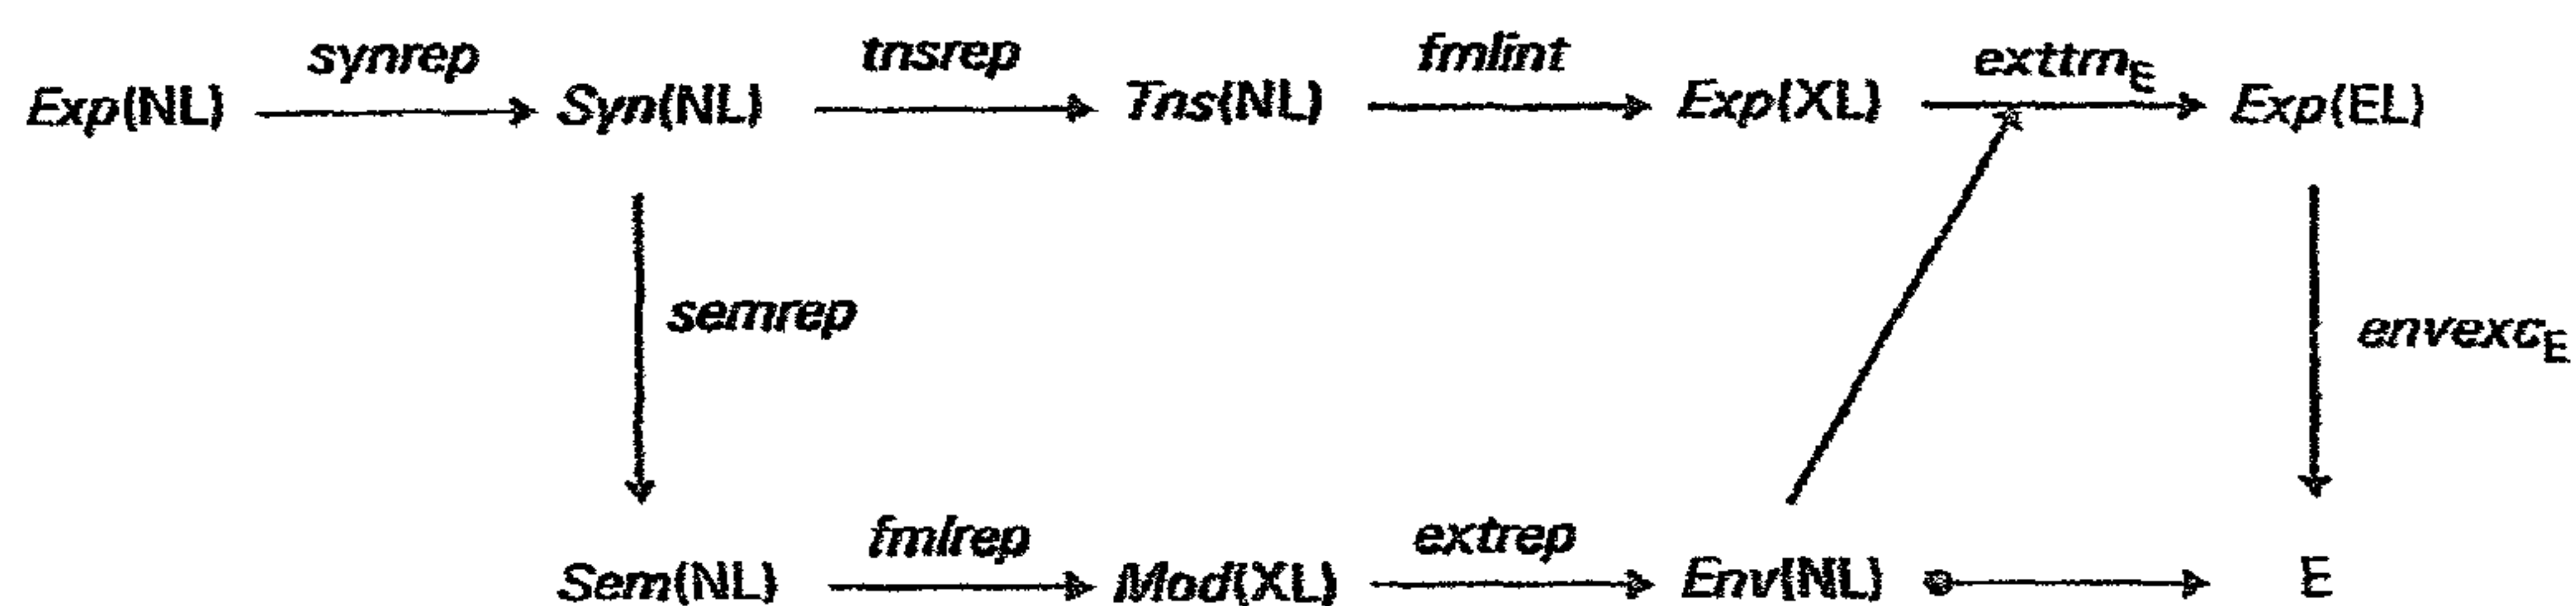 synrep tnsrep fmlint exttrn_E
Exp(NL) Syn(NL) Tns(NL) Exp(XL) Exp(EL)
semrep envexc_E
fmlrep extrep
Sem(NL) Mod(XL) Env(NL) E